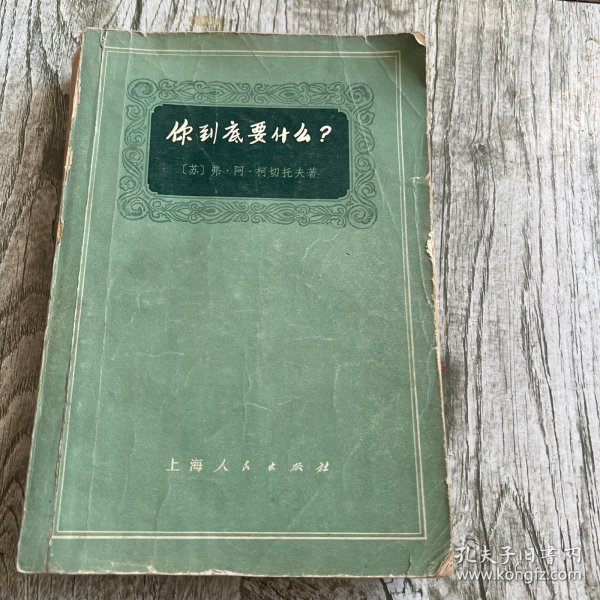 你到底要什么?
〔苏〕弗·阿·柯切托夫著
上海人民出版社
孔夫子旧书网
www.kongfz.com